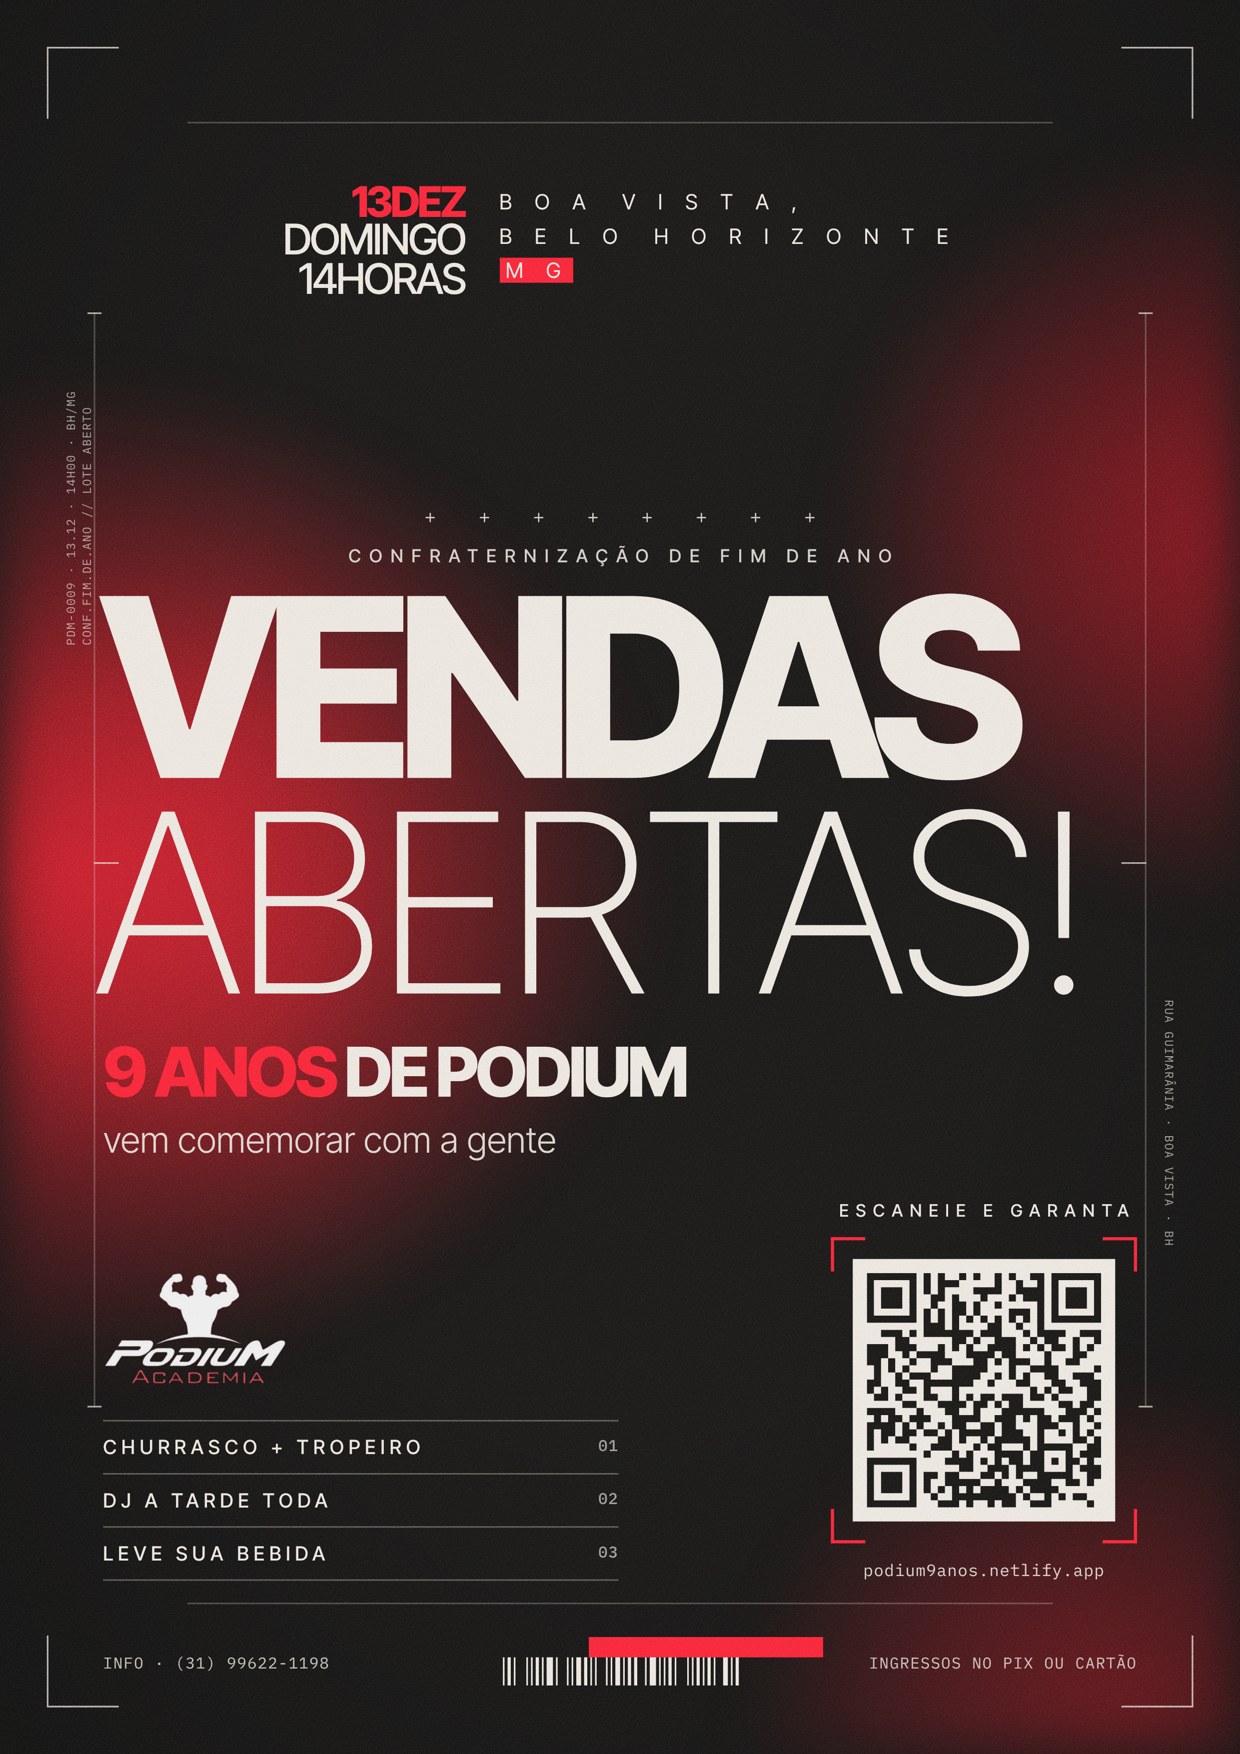 13DEZ
DOMINGO
14HORAS
BOA VISTA,
BELO HORIZONTE
MG
PDM-0009 · 13.12 · 14H00 · BH/MG
CONF.FIM.DE.ANO // LOTE ABERTO
+ + + + + + + +
CONFRATERNIZAÇÃO DE FIM DE ANO
VENDAS
ABERTAS!
9 ANOS DE PODIUM
vem comemorar com a gente
RUA GUIMARÂNIA · BOA VISTA · BH
ESCANEIE E GARANTA
PODIUM
ACADEMIA
CHURRASCO + TROPEIRO 01
DJ A TARDE TODA 02
LEVE SUA BEBIDA 03
podium9anos.netlify.app
INFO · (31) 99622-1198
INGRESSOS NO PIX OU CARTÃO